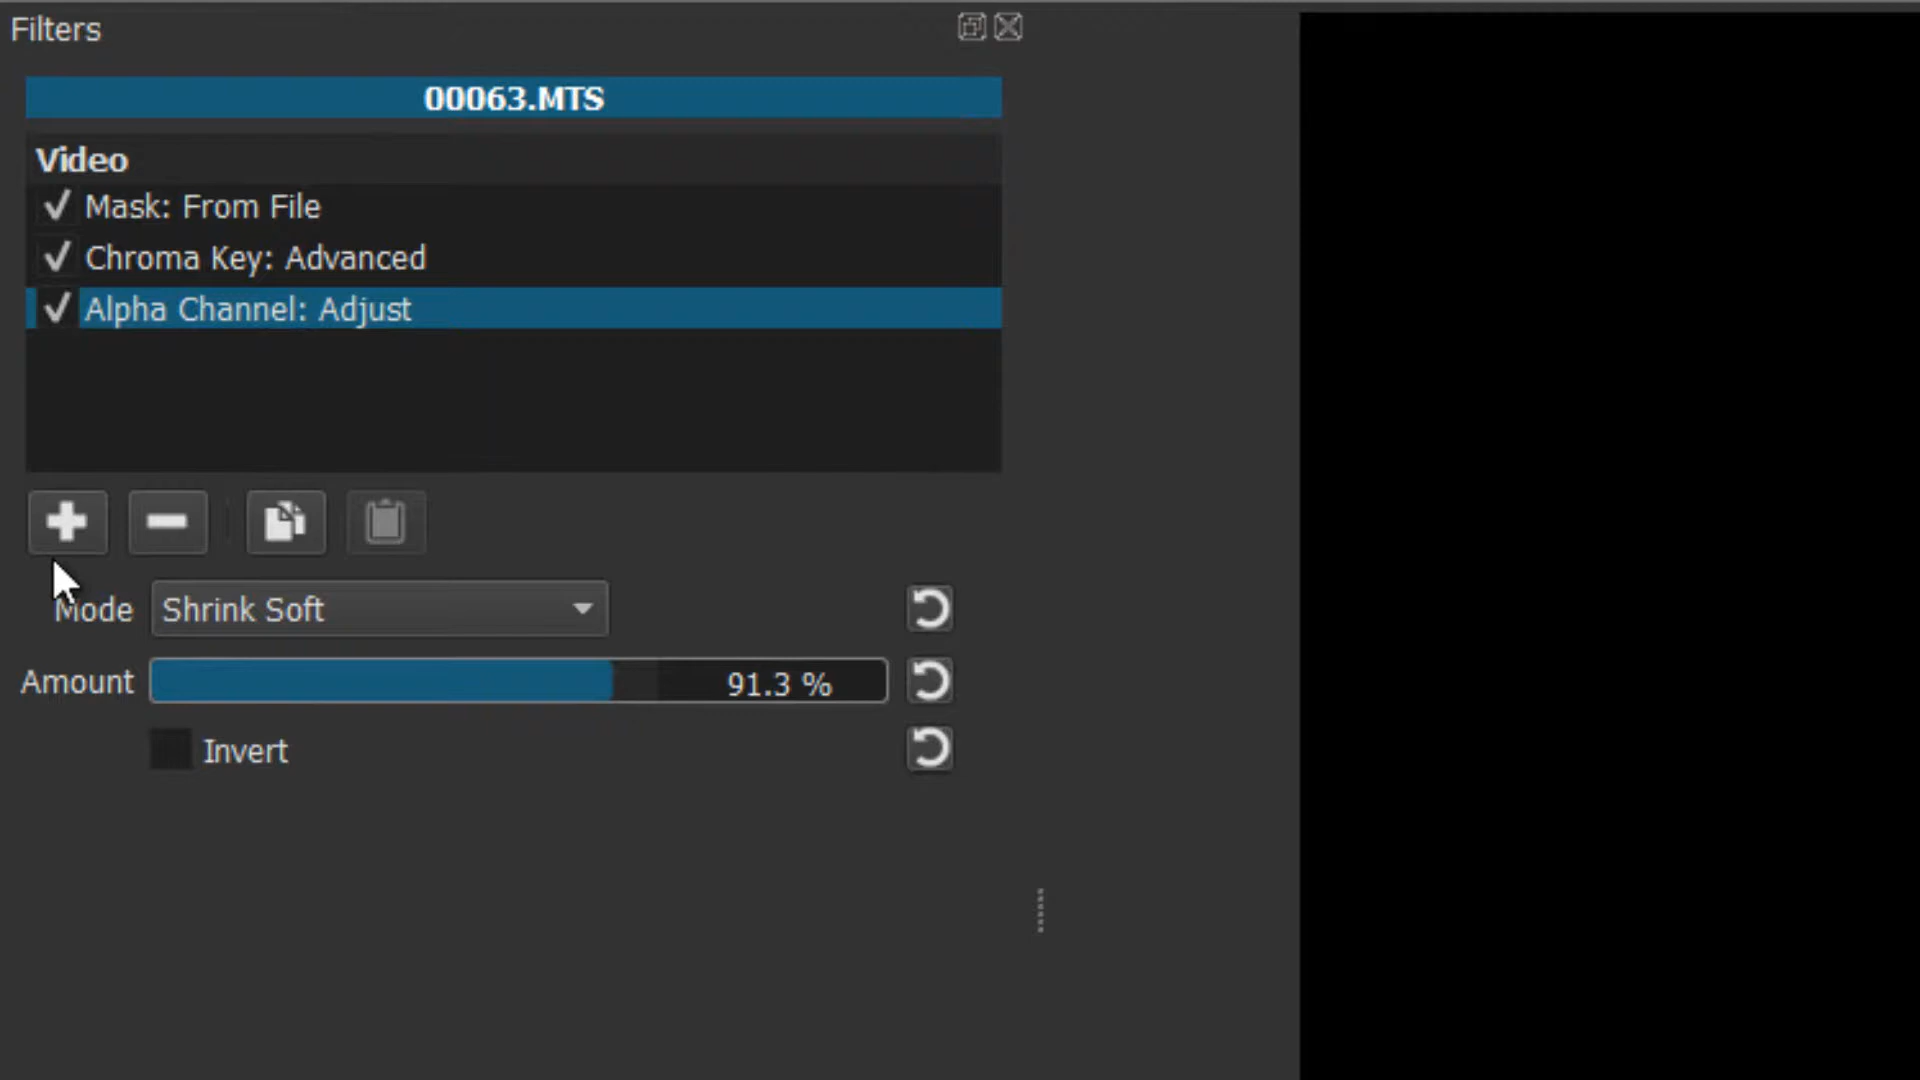 Filters
00063.MTS
Video
Mask: From File
Chroma Key: Advanced
Alpha Channel: Adjust
Mode Shrink Soft
Amount 91.3 %
Invert